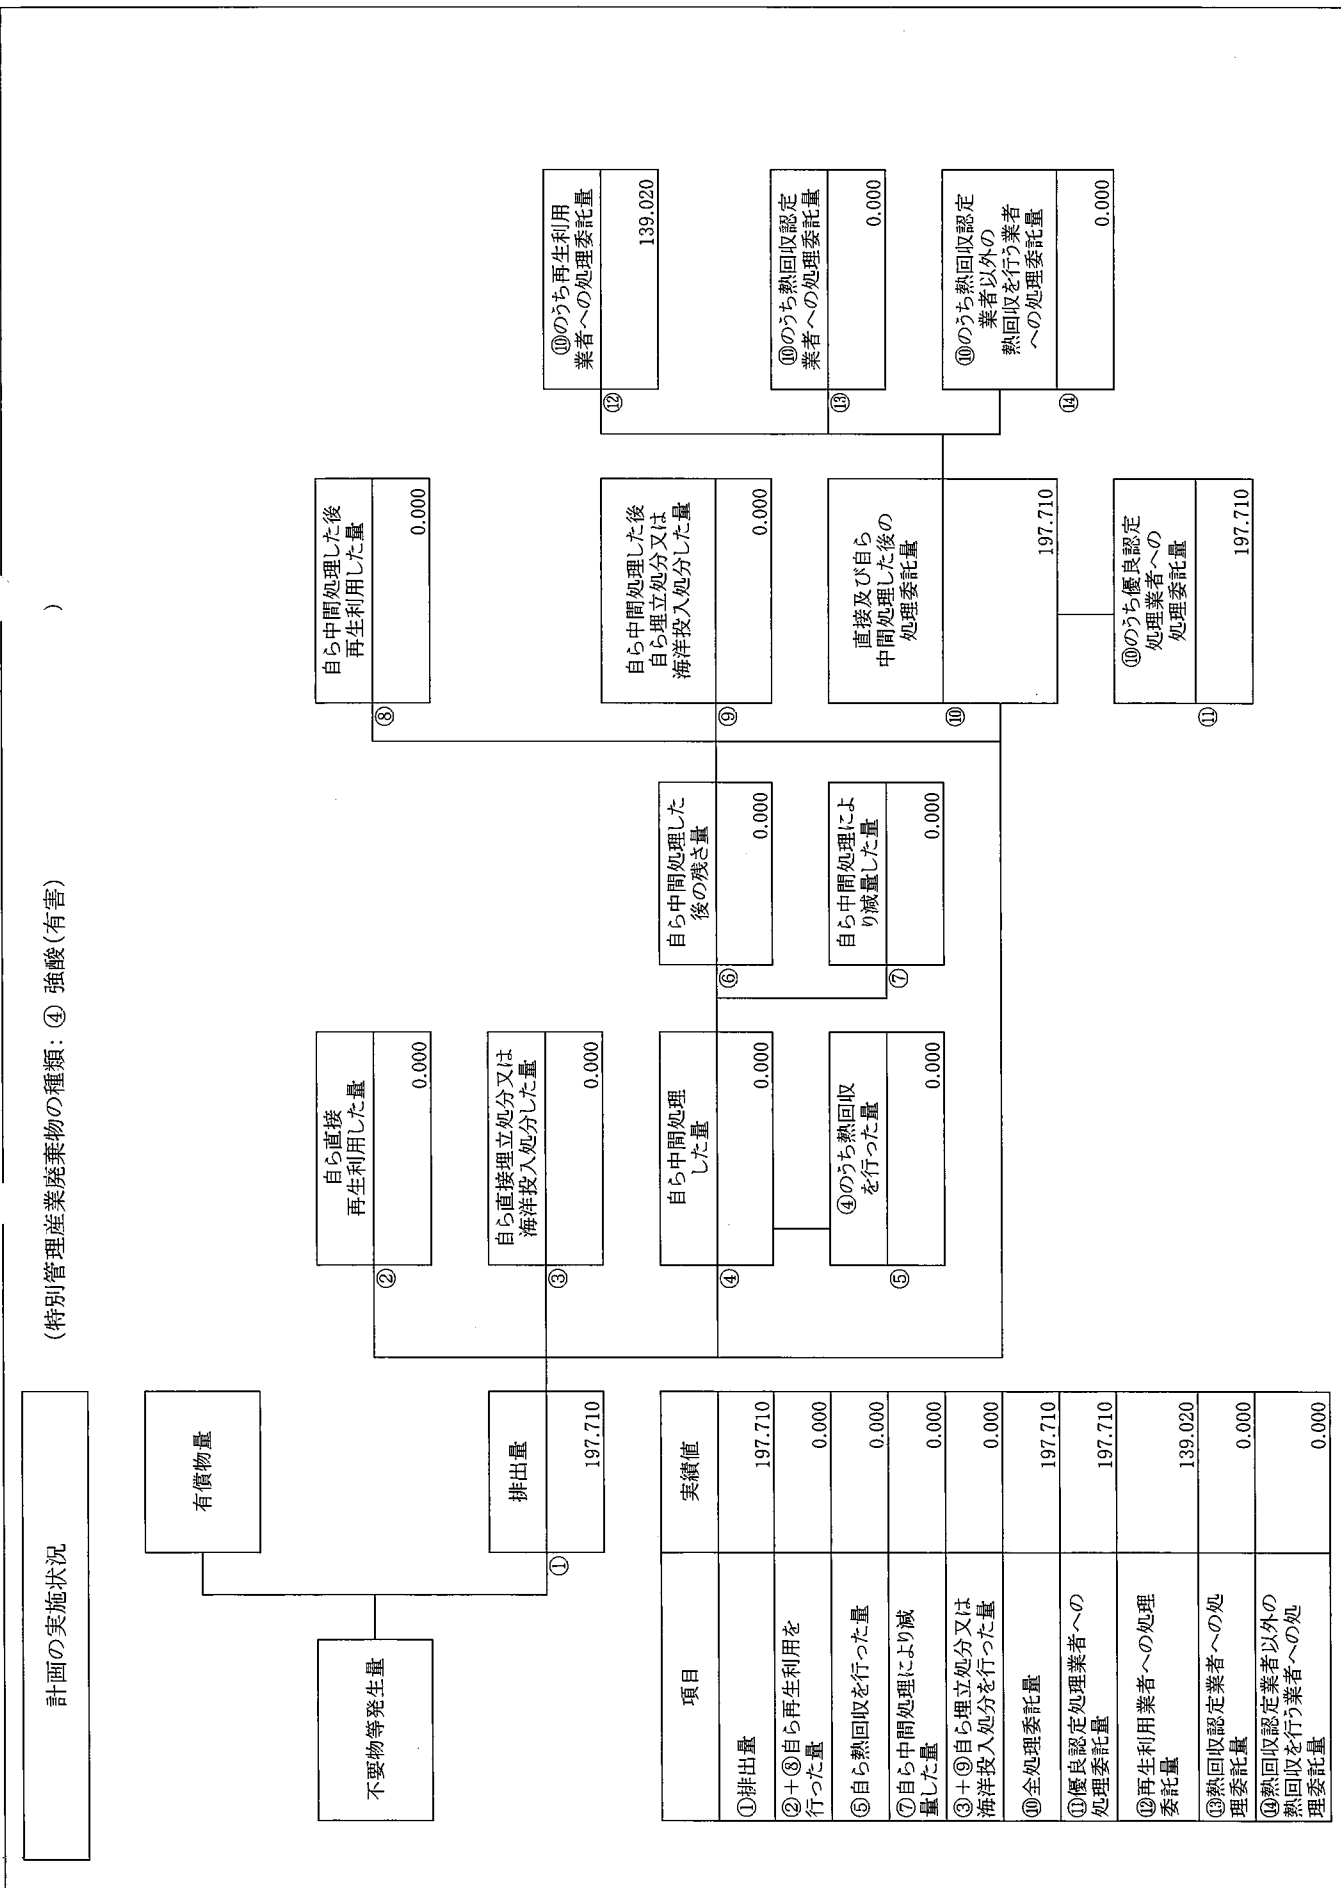 計画の実施状況
(特別管理産業廃棄物の種類: ④ 強酸(有害)
)
不要物等発生量
有償物量
①
排出量
197.710
②
自ら直接
再生利用した量
0.000
③
自ら直接埋立処分又は
海洋投入処分した量
0.000
④
自ら中間処理
した量
0.000
⑤
④のうち熱回収
を行った量
0.000
⑥
自ら中間処理した
後の残さ量
0.000
⑦
自ら中間処理によ
り減量した量
0.000
⑧
自ら中間処理した後
再生利用した量
0.000
⑨
自ら中間処理した後
自ら埋立処分又は
海洋投入処分した量
0.000
⑩
直接及び自ら
中間処理した後の
処理委託量
197.710
⑪
⑩のうち優良認定
処理業者への
処理委託量
197.710
⑫
⑩のうち再生利用
業者への処理委託量
139.020
⑬
⑩のうち熱回収認定
業者への処理委託量
0.000
⑭
⑩のうち熱回収認定
業者以外の
熱回収を行う業者
への処理委託量
0.000
項目 実績値
①排出量 197.710
②+⑧自ら再生利用を
行った量 0.000
⑤自ら熱回収を行った量 0.000
⑦自ら中間処理により減
量した量 0.000
③+⑨自ら埋立処分又は
海洋投入処分を行った量 0.000
⑩全処理委託量 197.710
⑪優良認定処理業者への
処理委託量 197.710
⑫再生利用業者への処理
委託量 139.020
⑬熱回収認定業者への処
理委託量 0.000
⑭熱回収認定業者以外の
熱回収を行う業者への処
理委託量 0.000